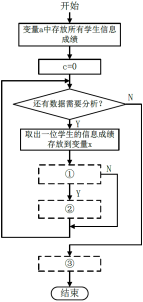 开始
变量a中存放所有学生信息
成绩
c=0
还有数据需要分析?
N
Y
取出一位学生的信息成绩
存放到变量x
①
N
Y
②
③
结束